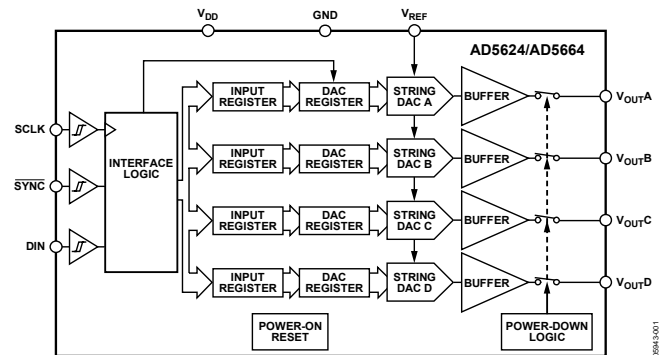 VDD
GND
VREF
AD5624/AD5664
INPUT
REGISTER
DAC
REGISTER
STRING
DAC A
BUFFER
VOUTA
SCLK
INTERFACE
LOGIC
INPUT
REGISTER
DAC
REGISTER
STRING
DAC B
BUFFER
VOUTB
SYNC
INPUT
REGISTER
DAC
REGISTER
STRING
DAC C
BUFFER
VOUTC
DIN
INPUT
REGISTER
DAC
REGISTER
STRING
DAC D
BUFFER
VOUTD
POWER-ON
RESET
POWER-DOWN
LOGIC
05943-001